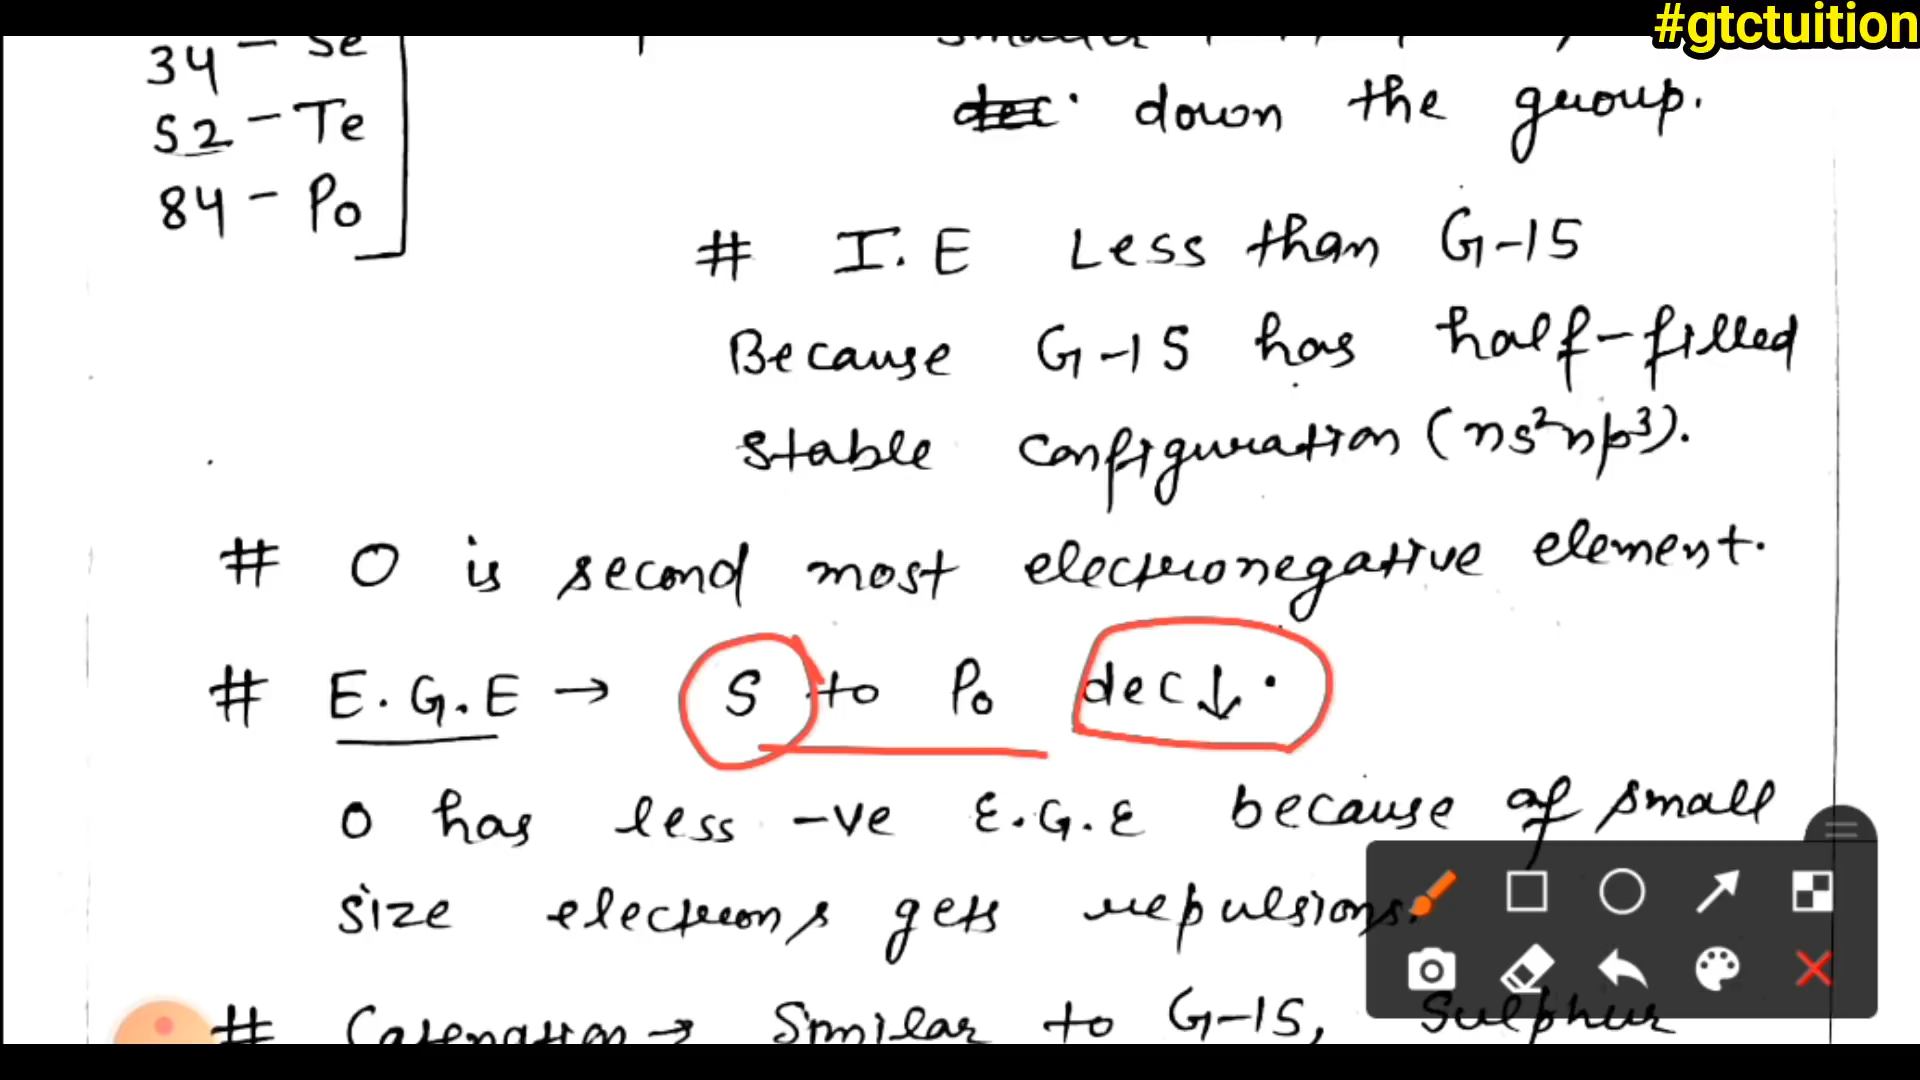 #gtctuition
34 - Se
52 - Te
dec. down the group.
84 - Po
# I.E Less than G-15
Because G-15 has half-filled
stable configuration (ns²np³).
# O is second most electronegative element.
# E.G.E → S to Po dec↓.
O has less -ve E.G.E because of small
size electrons gets repulsions.
# Catenation → Similar to G-15, Sulphur